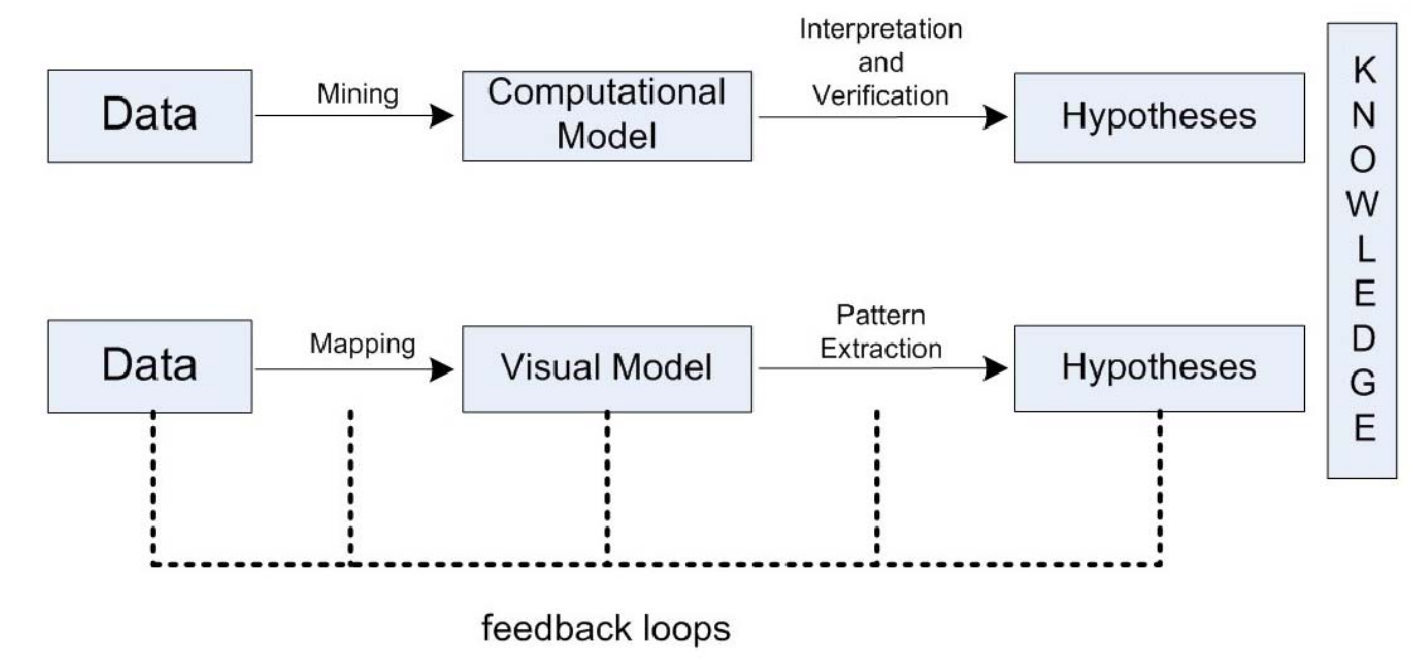 Interpretation
and
Verification
Data
Mining
Computational
Model
Hypotheses
Data
Mapping
Visual Model
Pattern
Extraction
Hypotheses
K
N
O
W
L
E
D
G
E
feedback loops